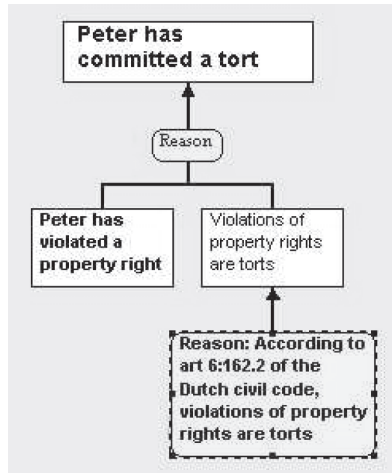 Peter has
committed a tort
Reason
Peter has
violated a
property right
Violations of
property rights
are torts
Reason: According to
art 6:162.2 of the
Dutch civil code,
violations of property
rights are torts